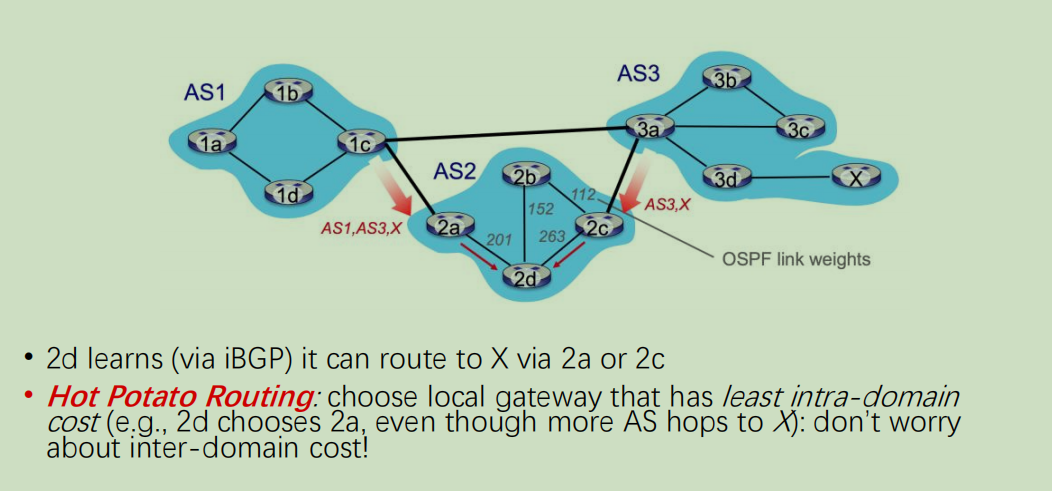 AS3
3b
AS1
1b
1a
1c
3a
3c
1d
AS2
2b
3d
X
112
AS1,AS3,X
152
AS3,X
2a
2c
201
263
OSPF link weights
2d
• 2d learns (via iBGP) it can route to X via 2a or 2c
• Hot Potato Routing: choose local gateway that has least intra-domain
cost (e.g., 2d chooses 2a, even though more AS hops to X): don't worry
about inter-domain cost!